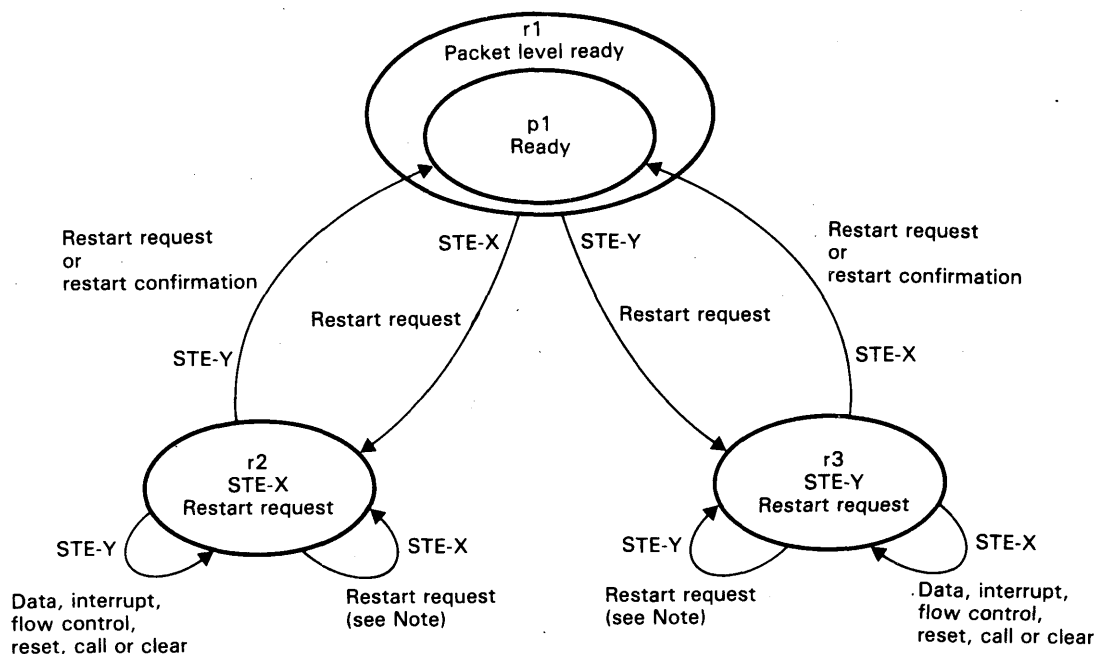 r1
Packet level ready
p1
Ready
Restart request
or
restart confirmation
STE-X
STE-Y
Restart request
or
restart confirmation
Restart request
Restart request
STE-Y
STE-X
r2
STE-X
Restart request
r3
STE-Y
Restart request
STE-Y
STE-X
STE-Y
STE-X
Data, interrupt,
flow control,
reset, call or clear
Restart request
(see Note)
Restart request
(see Note)
Data, interrupt,
flow control,
reset, call or clear